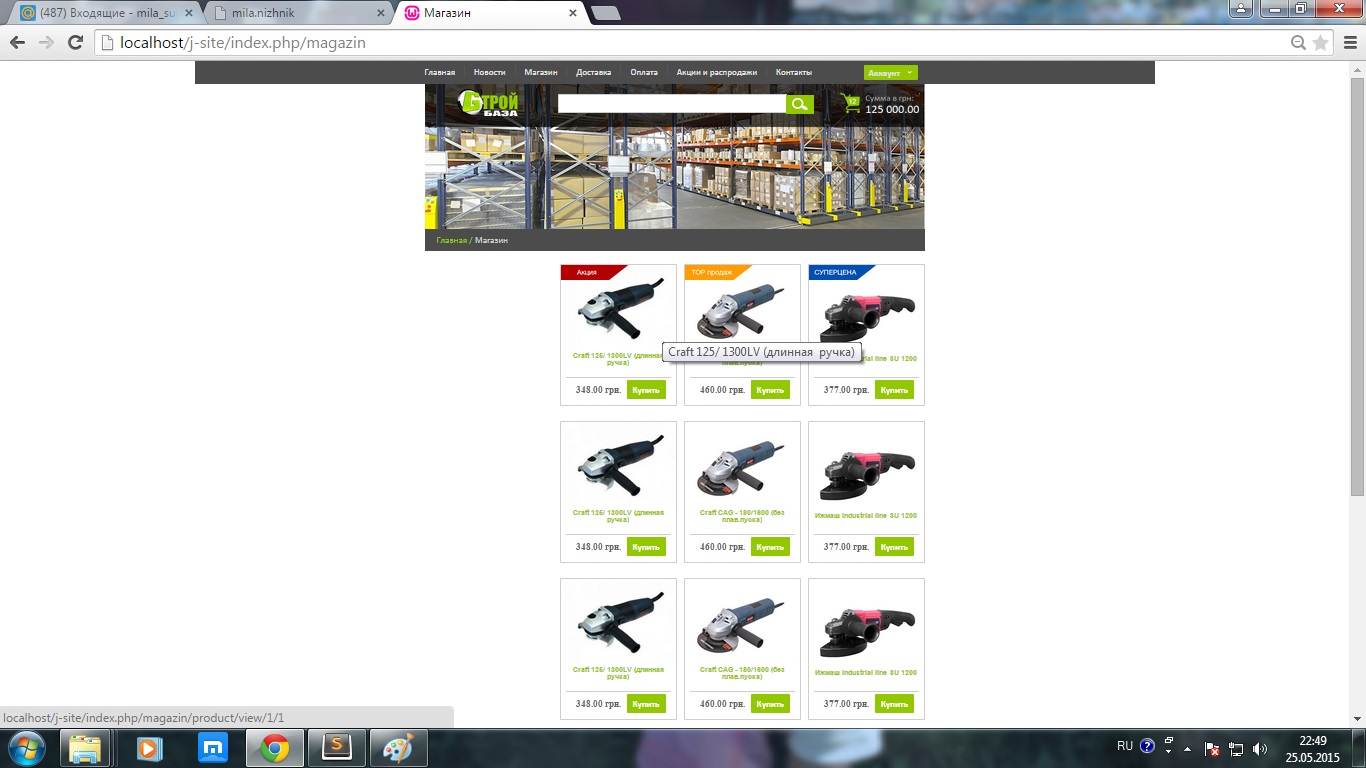 (487) Входящие - mila_su
mila.nizhnik
Магазин
localhost/j-site/index.php/magazin
Главная Новости Магазин Доставка Оплата Акции и распродажи Контакты Аккаунт
СТРОЙ
БАЗА
12 Сумма в грн:
125 000.00
Главная / Магазин
Акция TOP продаж СУПЕРЦЕНА
Craft 125/ 1300LV (длинная
ручка)
плав.пуска)
trial line SU 1200
Craft 125/ 1300LV (длинная ручка)
348.00 грн. Купить 460.00 грн. Купить 377.00 грн. Купить
Craft 125/ 1300LV (длинная
ручка)
Craft CAG - 180/1600 (без
плав.пуска)
Ижмаш Industrial line SU 1200
348.00 грн. Купить 460.00 грн. Купить 377.00 грн. Купить
Craft 125/ 1300LV (длинная
ручка)
Craft CAG - 180/1600 (без
плав.пуска)
Ижмаш Industrial line SU 1200
348.00 грн. Купить 460.00 грн. Купить 377.00 грн. Купить
localhost/j-site/index.php/magazin/product/view/1/1
RU
22:49
25.05.2015